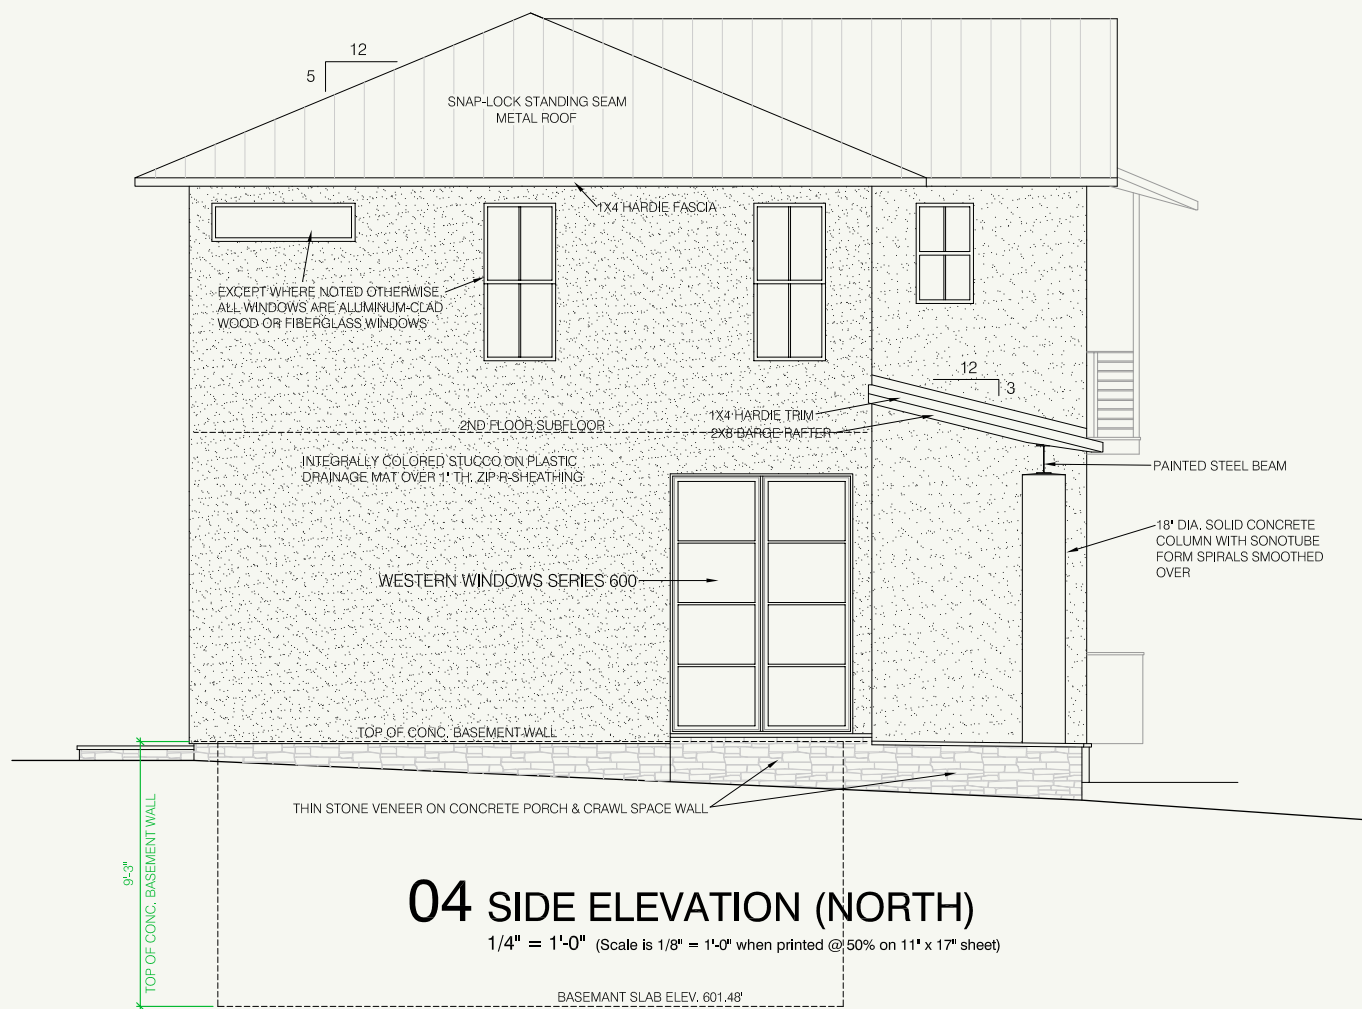 12
5
SNAP-LOCK STANDING SEAM
METAL ROOF
1X4 HARDIE FASCIA
EXCEPT WHERE NOTED OTHERWISE,
ALL WINDOWS ARE ALUMINUM-CLAD
WOOD OR FIBERGLASS WINDOWS
12
3
1X4 HARDIE TRIM
2X8 BARGE RAFTER
2ND FLOOR SUBFLOOR
INTEGRALLY COLORED STUCCO ON PLASTIC
DRAINAGE MAT OVER 1" TH. ZIP R-SHEATHING
PAINTED STEEL BEAM
18" DIA. SOLID CONCRETE
COLUMN WITH SONOTUBE
FORM SPIRALS SMOOTHED
OVER
WESTERN WINDOWS SERIES 600
TOP OF CONC. BASEMENT WALL
THIN STONE VENEER ON CONCRETE PORCH & CRAWL SPACE WALL
9'-3"
TOP OF CONC. BASEMENT WALL
04 SIDE ELEVATION (NORTH)
1/4" = 1'-0" (Scale is 1/8" = 1'-0" when printed @ 50% on 11" x 17" sheet)
BASEMANT SLAB ELEV. 601.48'